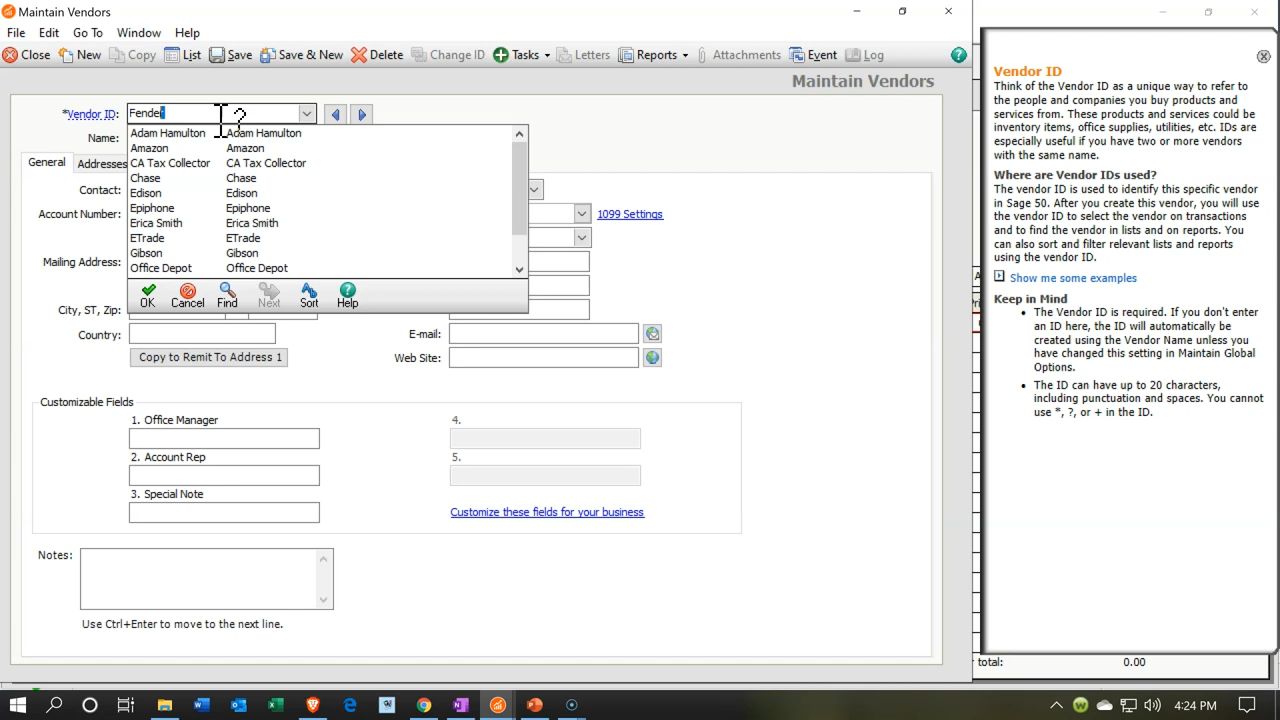 Maintain Vendors
File Edit Go To Window Help
Close New Copy List Save Save & New Delete Change ID Tasks Letters Reports Attachments Event Log
Maintain Vendors
*Vendor ID: Fende
Name:
Adam Hamulton Adam Hamulton
Amazon Amazon
CA Tax Collector CA Tax Collector
Chase Chase
Edison Edison
Epiphone Epiphone
Erica Smith Erica Smith
ETrade ETrade
Gibson Gibson
Office Depot Office Depot
OK Cancel Find Next Sort Help
General Addresses
Contact:
Account Number: 1099 Settings
Mailing Address:
City, ST, Zip:
Country: E-mail:
Copy to Remit To Address 1 Web Site:
Customizable Fields
1. Office Manager 4.
2. Account Rep 5.
3. Special Note
Customize these fields for your business
Notes:
Use Ctrl+Enter to move to the next line.
Vendor ID
Think of the Vendor ID as a unique way to refer
to the people and companies you buy products and
services from. These products and services could be
inventory items, office supplies, utilities, etc. IDs are
especially useful if you have two or more vendors
with the same name.
Where are Vendor IDs used?
The vendor ID is used to identify this specific vendor
in Sage 50. After you create this vendor, you will use
the vendor ID to select the vendor on transactions
and to find the vendor in lists and on reports. You
can also sort and filter relevant lists and reports
using the vendor ID.
Show me some examples
Keep in Mind
• The Vendor ID is required. If you don't enter
an ID here, the ID will automatically be
created using the Vendor Name unless you
have changed this setting in Maintain Global
Options.
• The ID can have up to 20 characters,
including punctuation and spaces. You cannot
use *, ?, or + in the ID.
r total: 0.00
4:24 PM